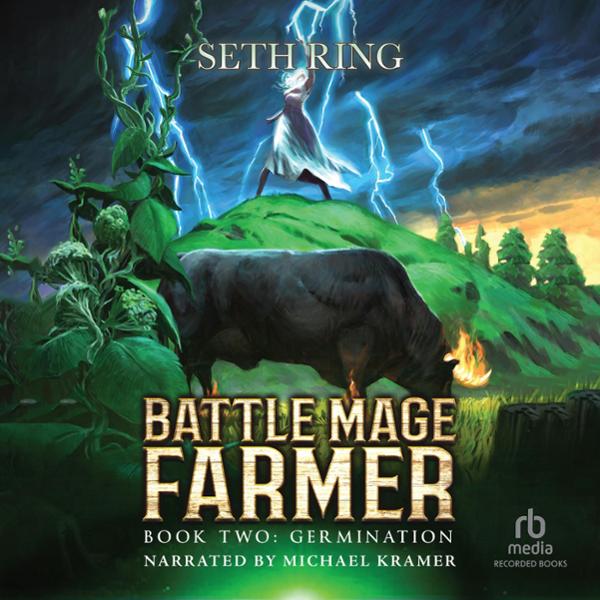 SETH RING
BATTLE MAGE
FARMER
BOOK TWO: GERMINATION
NARRATED BY MICHAEL KRAMER
rb
media
RECORDED BOOKS